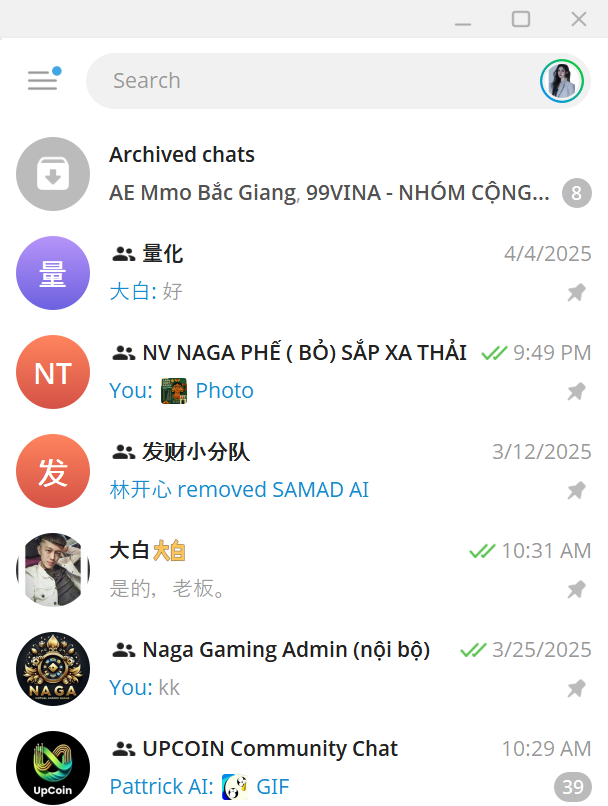 Search
Archived chats
AE Mmo Bắc Giang, 99VINA - NHÓM CỘNG... 8
量
量化 4/4/2025
大白: 好
NT
NV NAGA PHẾ ( BỎ) SẮP XA THẢI 9:49 PM
You: Photo
发
发财小分队 3/12/2025
林开心 removed SAMAD AI
大白大白 10:31 AM
是的，老板。
NAGA
Naga Gaming Admin (nội bộ) 3/25/2025
You: kk
UpCoin
UPCOIN Community Chat 10:29 AM
Pattrick AI: GIF 39